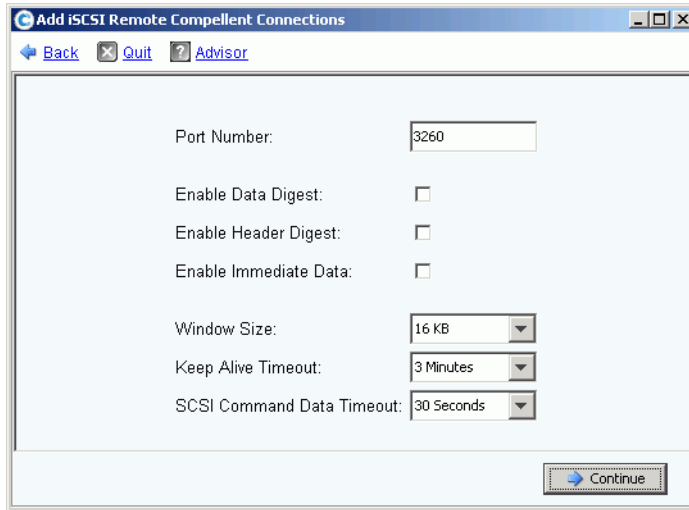 Add iSCSI Remote Compellent Connections
Back Quit ? Advisor
Port Number: 3260
Enable Data Digest:
Enable Header Digest:
Enable Immediate Data:
Window Size: 16 KB
Keep Alive Timeout: 3 Minutes
SCSI Command Data Timeout: 30 Seconds
Continue